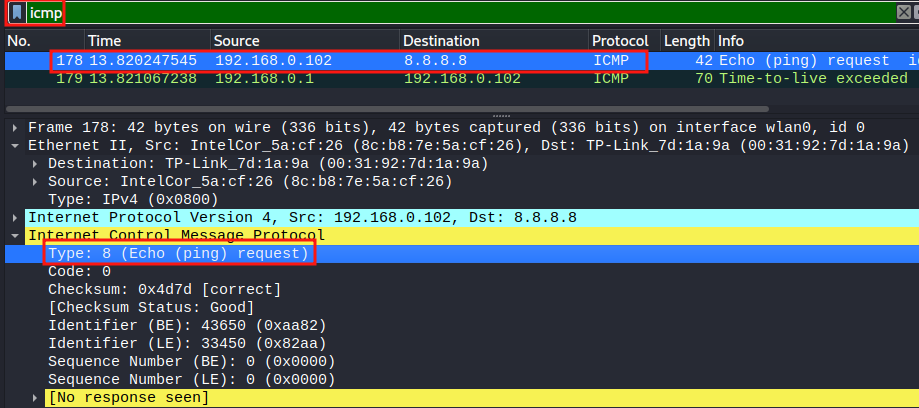 icmp
No. Time Source Destination Protocol Length Info
178 13.820247545 192.168.0.102 8.8.8.8 ICMP 42 Echo (ping) request
179 13.821067238 192.168.0.1 192.168.0.102 ICMP 70 Time-to-live exceeded
Frame 178: 42 bytes on wire (336 bits), 42 bytes captured (336 bits) on interface wlan0, id 0
Ethernet II, Src: IntelCor_5a:cf:26 (8c:b8:7e:5a:cf:26), Dst: TP-Link_7d:1a:9a (00:31:92:7d:1a:9a)
Destination: TP-Link_7d:1a:9a (00:31:92:7d:1a:9a)
Source: IntelCor_5a:cf:26 (8c:b8:7e:5a:cf:26)
Type: IPv4 (0x0800)
Internet Protocol Version 4, Src: 192.168.0.102, Dst: 8.8.8.8
Internet Control Message Protocol
Type: 8 (Echo (ping) request)
Code: 0
Checksum: 0x4d7d [correct]
[Checksum Status: Good]
Identifier (BE): 43650 (0xaa82)
Identifier (LE): 33450 (0x82aa)
Sequence Number (BE): 0 (0x0000)
Sequence Number (LE): 0 (0x0000)
[No response seen]